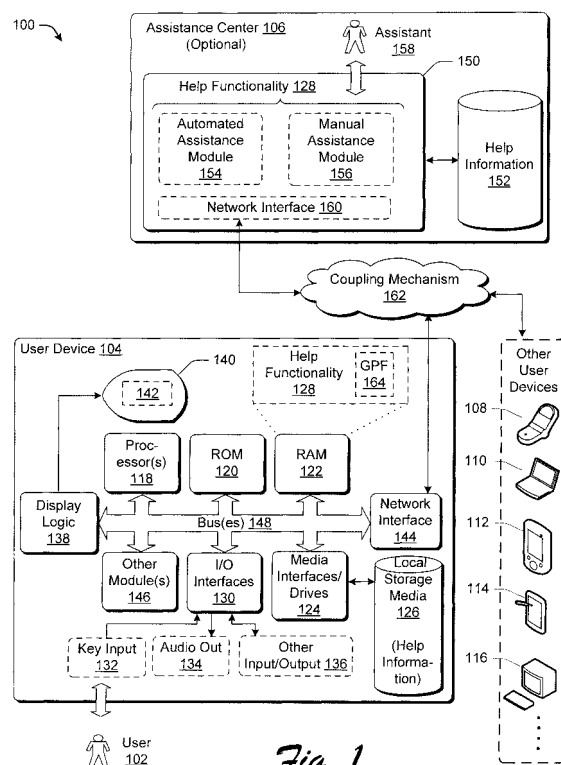 100
Assistance Center 106
(Optional)
Assistant
158
150
Help Functionality 128
Automated
Assistance
Module
154
Manual
Assistance
Module
156
Help
Information
152
Network Interface 160
Coupling Mechanism
162
User Device 104
140
142
Help
Functionality
128
GPF
164
Other
User
Devices
108
110
112
114
116
Proc-
essor(s)
118
ROM
120
RAM
122
Display
Logic
138
Bus(es) 148
Network
Interface
144
Other
Module(s)
146
I/O
Interfaces
130
Media
Interfaces/
Drives
124
Local
Storage
Media
126
(Help
Informa-
tion)
Key Input
132
Audio Out
134
Other
Input/Output 136
User
102
Fig. 1